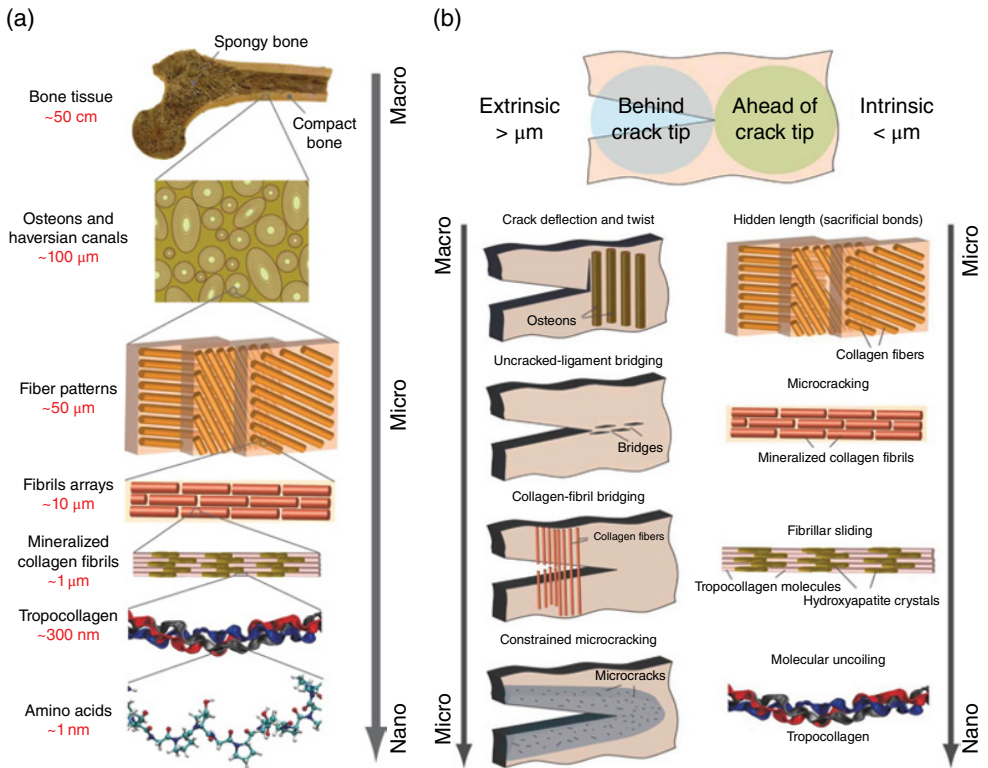 (a)
Spongy bone
Bone tissue
~50 cm
Compact
bone
Macro
Osteons and
haversian canals
~100 μm
Fiber patterns
~50 μm
Micro
Fibrils arrays
~10 μm
Mineralized
collagen fibrils
~1 μm
Tropocollagen
~300 nm
Amino acids
~1 nm
Nano
(b)
Extrinsic
> μm
Behind
crack tip
Ahead of
crack tip
Intrinsic
< μm
Macro
Crack deflection and twist
Osteons
Uncracked-ligament bridging
Bridges
Collagen-fibril bridging
Collagen fibers
Constrained microcracking
Microcracks
Micro
Hidden length (sacrificial bonds)
Micro
Collagen fibers
Microcracking
Mineralized collagen fibrils
Fibrillar sliding
Tropocollagen molecules
Hydroxyapatite crystals
Molecular uncoiling
Tropocollagen
Nano